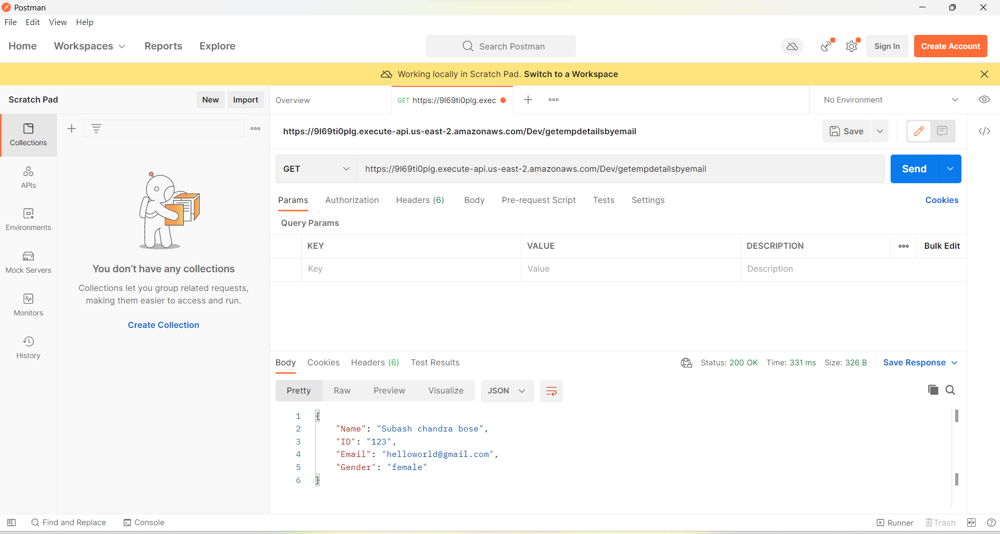 Postman
File Edit View Help
Home Workspaces Reports Explore Search Postman Sign In Create Account
Working locally in Scratch Pad. Switch to a Workspace
Scratch Pad New Import Overview GET https://9l69ti0plg.exec No Environment
https://9l69ti0plg.execute-api.us-east-2.amazonaws.com/Dev/getempdetailsbyemail Save
Collections
GET https://9l69ti0plg.execute-api.us-east-2.amazonaws.com/Dev/getempdetailsbyemail Send
APIs
Params Authorization Headers (6) Body Pre-request Script Tests Settings Cookies
Environments
Query Params
KEY VALUE DESCRIPTION Bulk Edit
Mock Servers
Key Value Description
You don’t have any collections
Collections let you group related requests,
making them easier to access and run.
Monitors
Create Collection
History
Body Cookies Headers (6) Test Results Status: 200 OK Time: 331 ms Size: 326 B Save Response
Pretty Raw Preview Visualize JSON
1 {
2 "Name": "Subash chandra bose",
3 "ID": "123",
4 "Email": "helloworld@gmail.com",
5 "Gender": "female"
6 }
Find and Replace Console Runner Trash